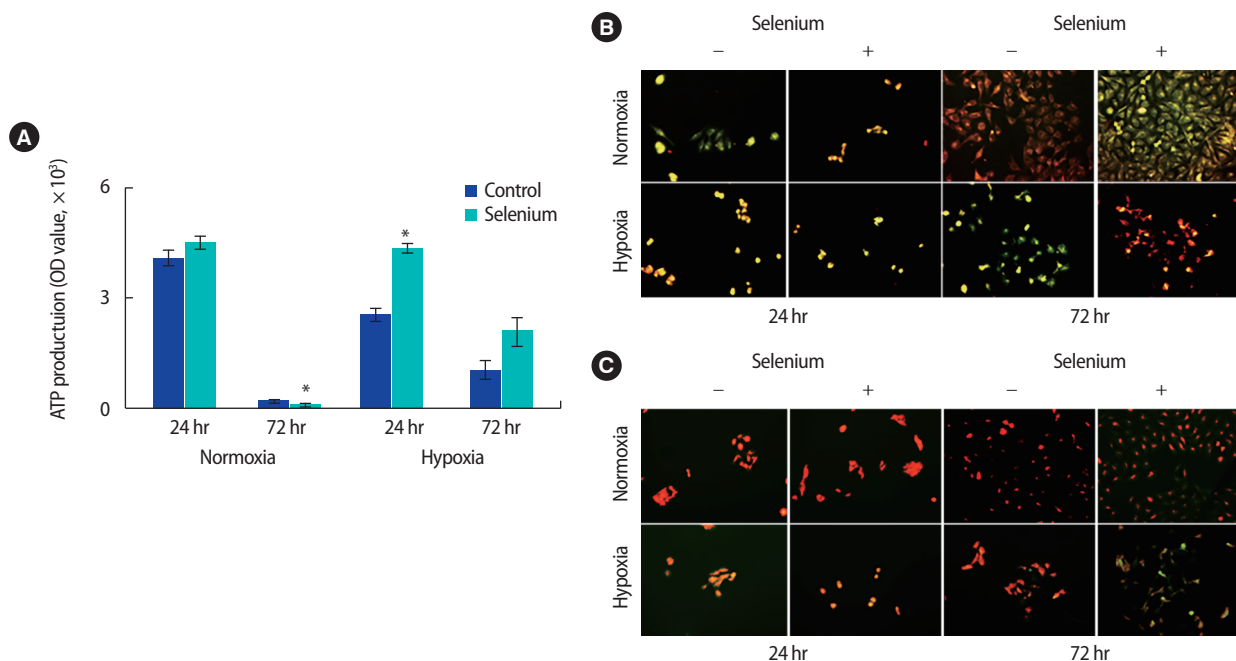 A
ATP productuion (OD value, ×10³)
6
3
0
Control
Selenium
*
*
24 hr 72 hr 24 hr 72 hr
Normoxia Hypoxia
B
Selenium Selenium
− + − +
Normoxia
Hypoxia
24 hr 72 hr
C
Selenium Selenium
− + − +
Normoxia
Hypoxia
24 hr 72 hr